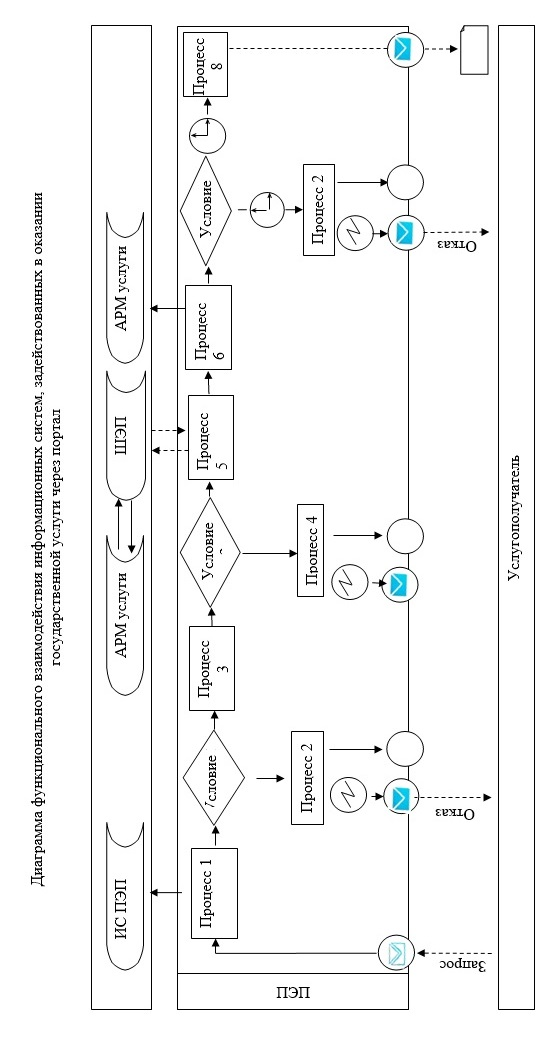 Диаграмма функционального взаимодействия информационных систем, задействованных в оказании
государственной услуги через портал
ИС ПЭП
АРМ услуги
ШЭП
АРМ услуги
ПЭП
Процесс 1
Условие
Процесс
3
Условие
Процесс
5
Процесс
6
Условие
Процесс
8
Процесс 2
Процесс 4
Процесс 2
Запрос
Отказ
Отказ
Услугополучатель